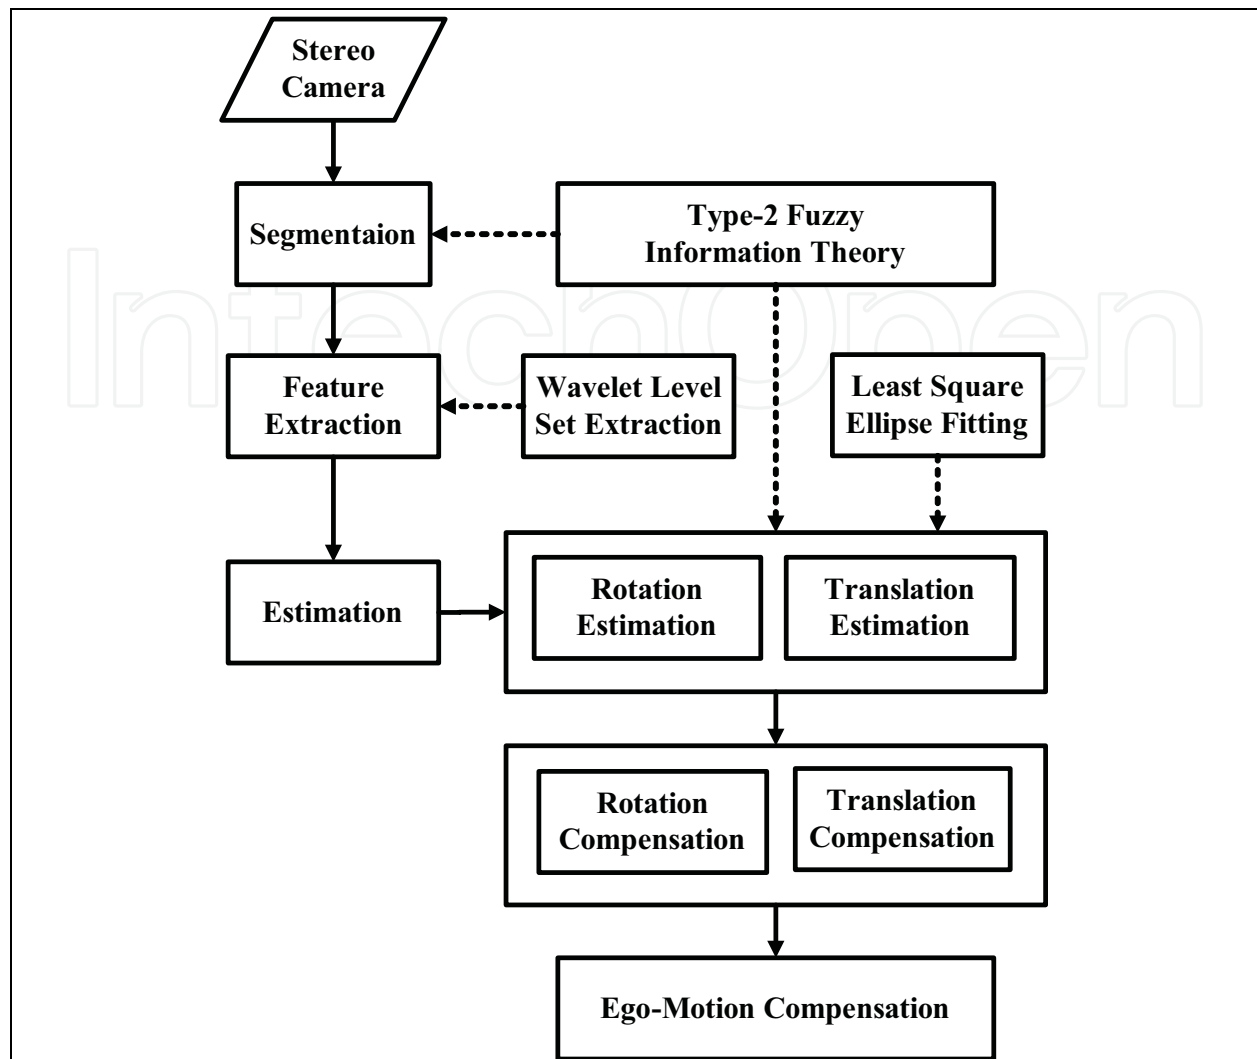 Stereo
Camera
Segmentaion
Type-2 Fuzzy
Information Theory
IntechOpen
Feature
Extraction
Wavelet Level
Set Extraction
Least Square
Ellipse Fitting
Estimation
Rotation
Estimation
Translation
Estimation
Rotation
Compensation
Translation
Compensation
Ego-Motion Compensation